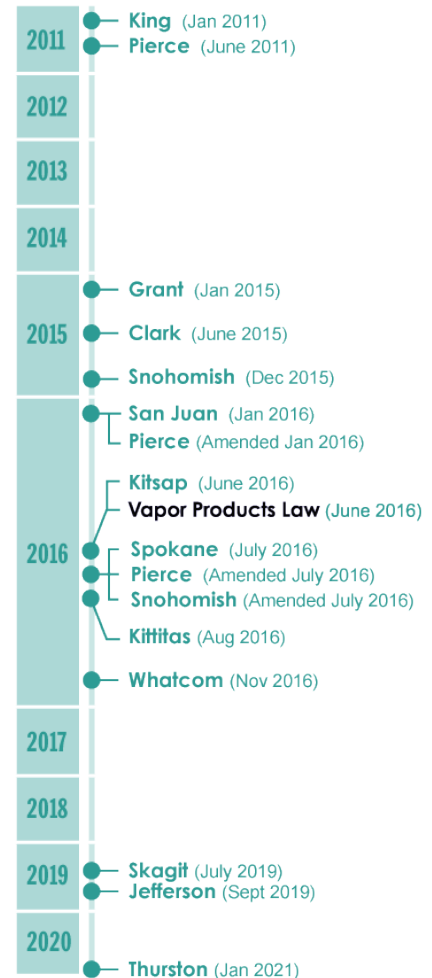 2011
King (Jan 2011)
Pierce (June 2011)
2012
2013
2014
2015
Grant (Jan 2015)
Clark (June 2015)
Snohomish (Dec 2015)
2016
San Juan (Jan 2016)
Pierce (Amended Jan 2016)
Kitsap (June 2016)
Vapor Products Law (June 2016)
Spokane (July 2016)
Pierce (Amended July 2016)
Snohomish (Amended July 2016)
Kittitas (Aug 2016)
Whatcom (Nov 2016)
2017
2018
2019
Skagit (July 2019)
Jefferson (Sept 2019)
2020
Thurston (Jan 2021)